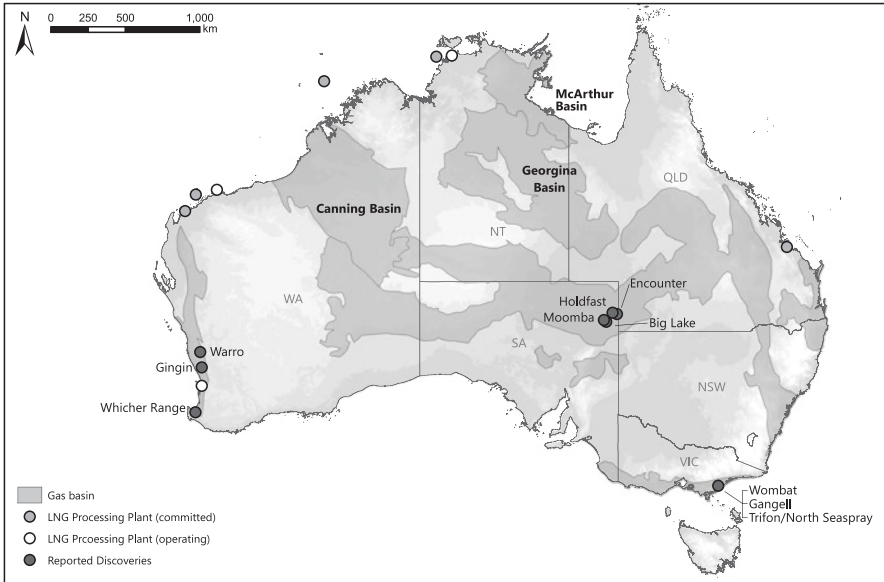 N
0 250 500 1,000
km
McArthur
Basin
Georgina
Basin
QLD
Canning Basin
NT
WA
Encounter
Holdfast
Moomba
Big Lake
SA
Warro
Gingin
NSW
Whicher Range
VIC
Wombat
Gangell
Trifon/North Seaspray
Gas basin
LNG Processing Plant (committed)
LNG Prcoessing Plant (operating)
Reported Discoveries